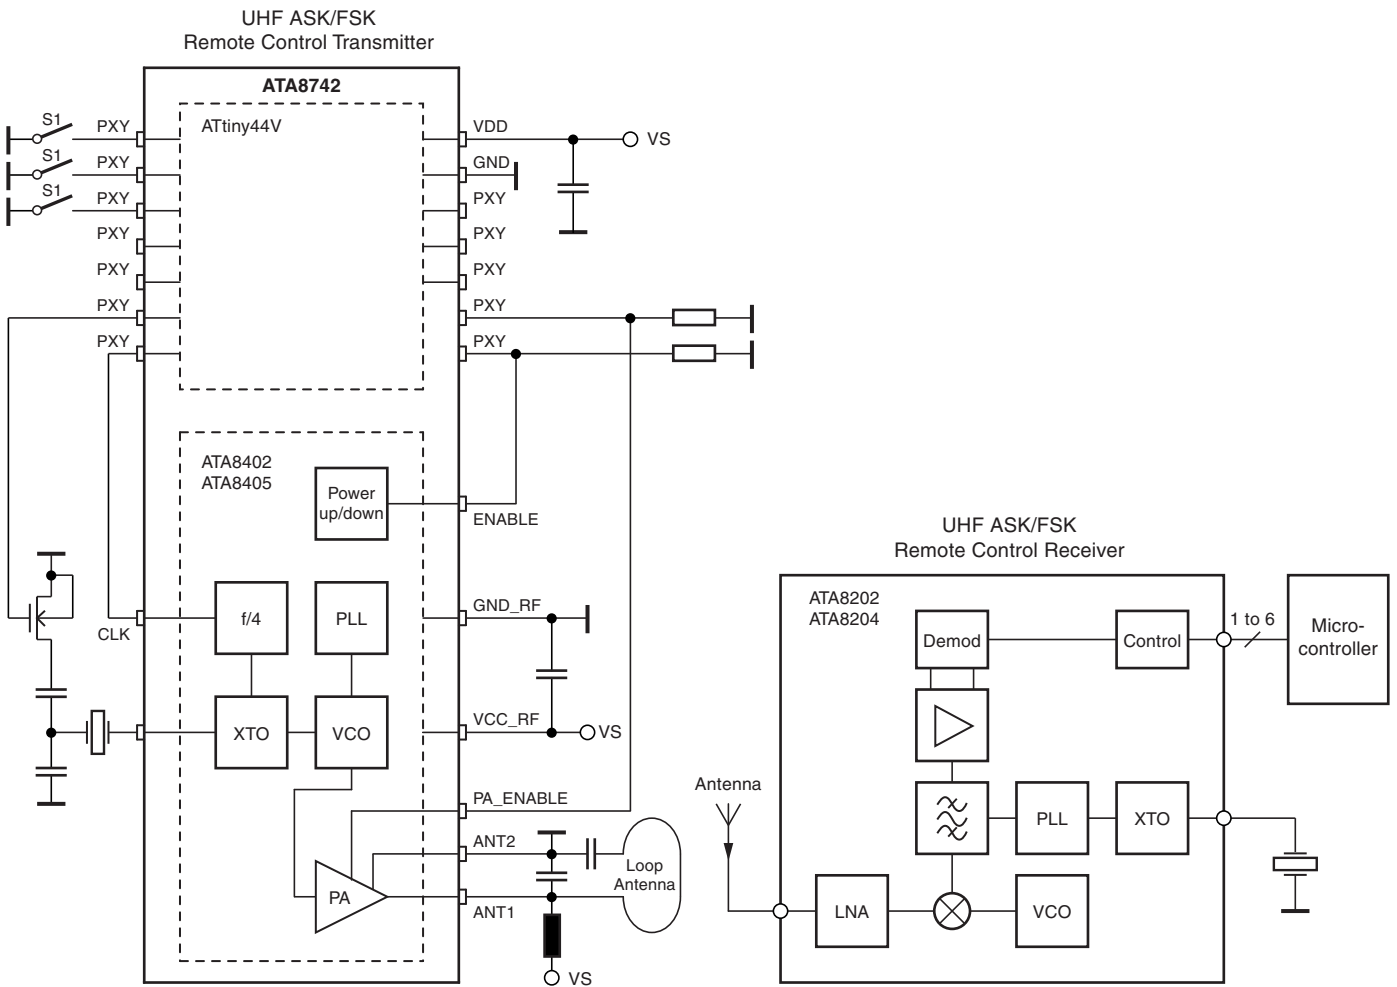 UHF ASK/FSK
Remote Control Transmitter
ATA8742
ATtiny44V
S1
PXY
S1
PXY
S1
PXY
PXY
PXY
PXY
PXY
VDD
VS
GND
PXY
PXY
PXY
PXY
PXY
ATA8402
ATA8405
Power
up/down
ENABLE
f/4
PLL
CLK
GND_RF
XTO
VCO
VCC_RF
VS
PA_ENABLE
ANT2
Loop
Antenna
PA
ANT1
VS
UHF ASK/FSK
Remote Control Receiver
ATA8202
ATA8204
Demod
Control
1 to 6
Micro-
controller
Antenna
PLL
XTO
LNA
VCO